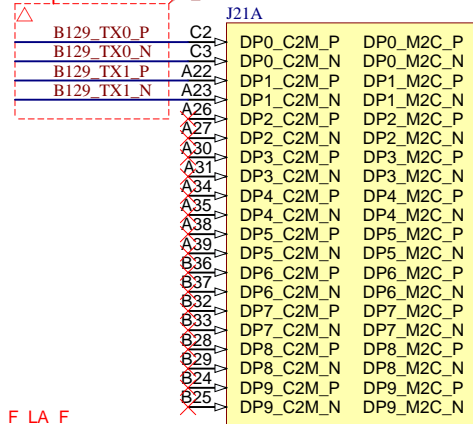 J21A
B129_TX0_P C2 DP0_C2M_P DP0_M2C_P
B129_TX0_N C3 DP0_C2M_N DP0_M2C_N
B129_TX1_P A22 DP1_C2M_P DP1_M2C_P
B129_TX1_N A23 DP1_C2M_N DP1_M2C_N
A26 DP2_C2M_P DP2_M2C_P
A27 DP2_C2M_N DP2_M2C_N
A30 DP3_C2M_P DP3_M2C_P
A31 DP3_C2M_N DP3_M2C_N
A34 DP4_C2M_P DP4_M2C_P
A35 DP4_C2M_N DP4_M2C_N
A38 DP5_C2M_P DP5_M2C_P
A39 DP5_C2M_N DP5_M2C_N
B36 DP6_C2M_P DP6_M2C_P
B37 DP6_C2M_N DP6_M2C_N
B32 DP7_C2M_P DP7_M2C_P
B33 DP7_C2M_N DP7_M2C_N
B28 DP8_C2M_P DP8_M2C_P
B29 DP8_C2M_N DP8_M2C_N
B24 DP9_C2M_P DP9_M2C_P
B25 DP9_C2M_N DP9_M2C_N
F_LA_F